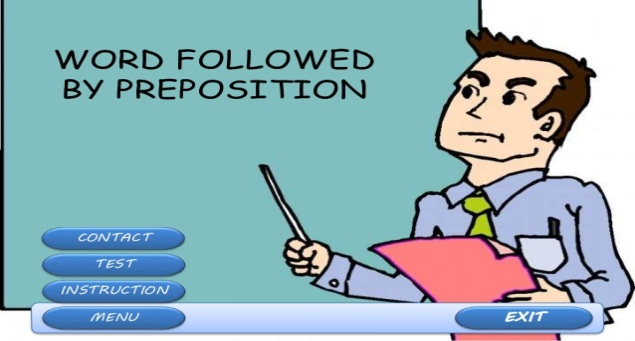 WORD FOLLOWED
BY PREPOSITION
CONTACT
TEST
INSTRUCTION
MENU
EXIT